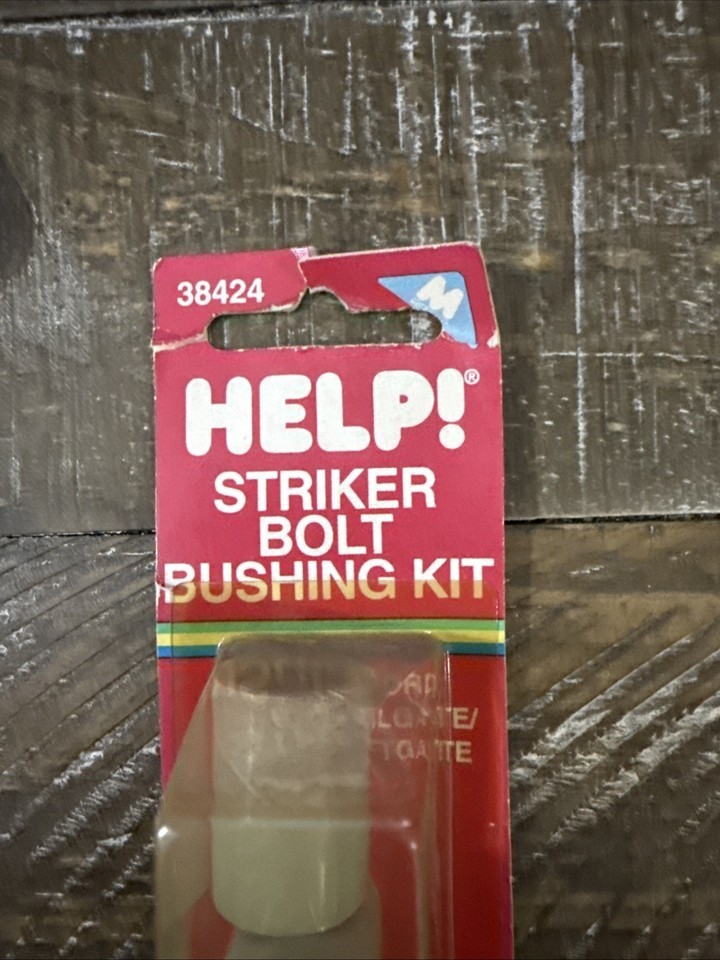 38424
M
HELP!®
STRIKER
BOLT
BUSHING KIT